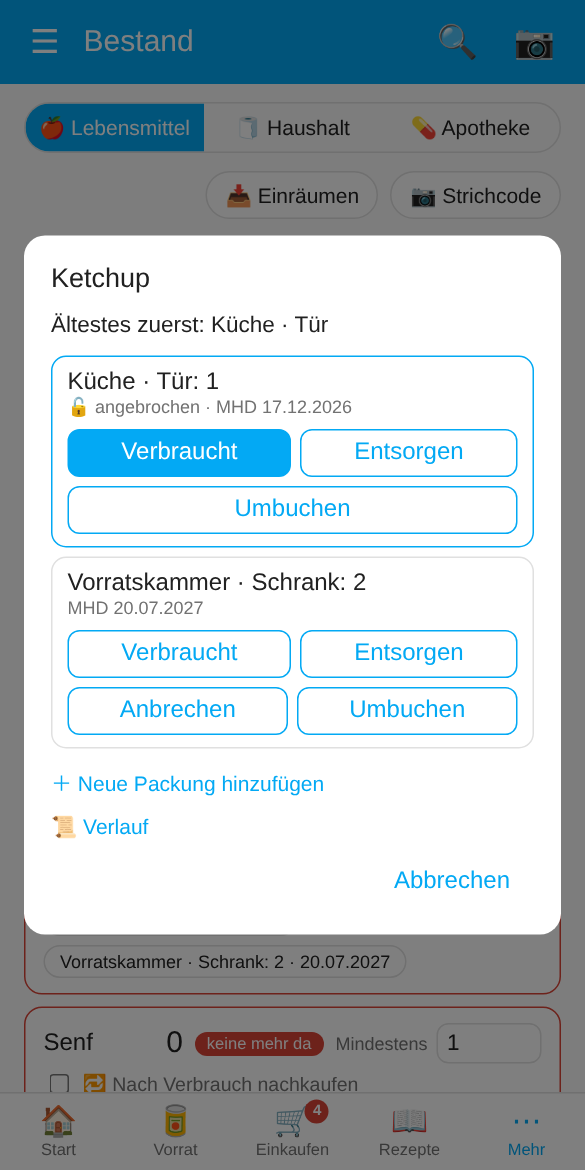 ☰ Bestand 🔍 📷
🍎 Lebensmittel 🧻 Haushalt 💊 Apotheke
📥 Einräumen 📷 Strichcode
Ketchup
Ältestes zuerst: Küche · Tür
Küche · Tür: 1
🔓 angebrochen · MHD 17.12.2026
Verbraucht Entsorgen
Umbuchen
Vorratskammer · Schrank: 2
MHD 20.07.2027
Verbraucht Entsorgen
Anbrechen Umbuchen
+ Neue Packung hinzufügen
📜 Verlauf
Abbrechen
Vorratskammer · Schrank: 2 · 20.07.2027
Senf 0 keine mehr da Mindestens 1
🔁 Nach Verbrauch nachkaufen
4
Start Vorrat Einkaufen Rezepte Mehr